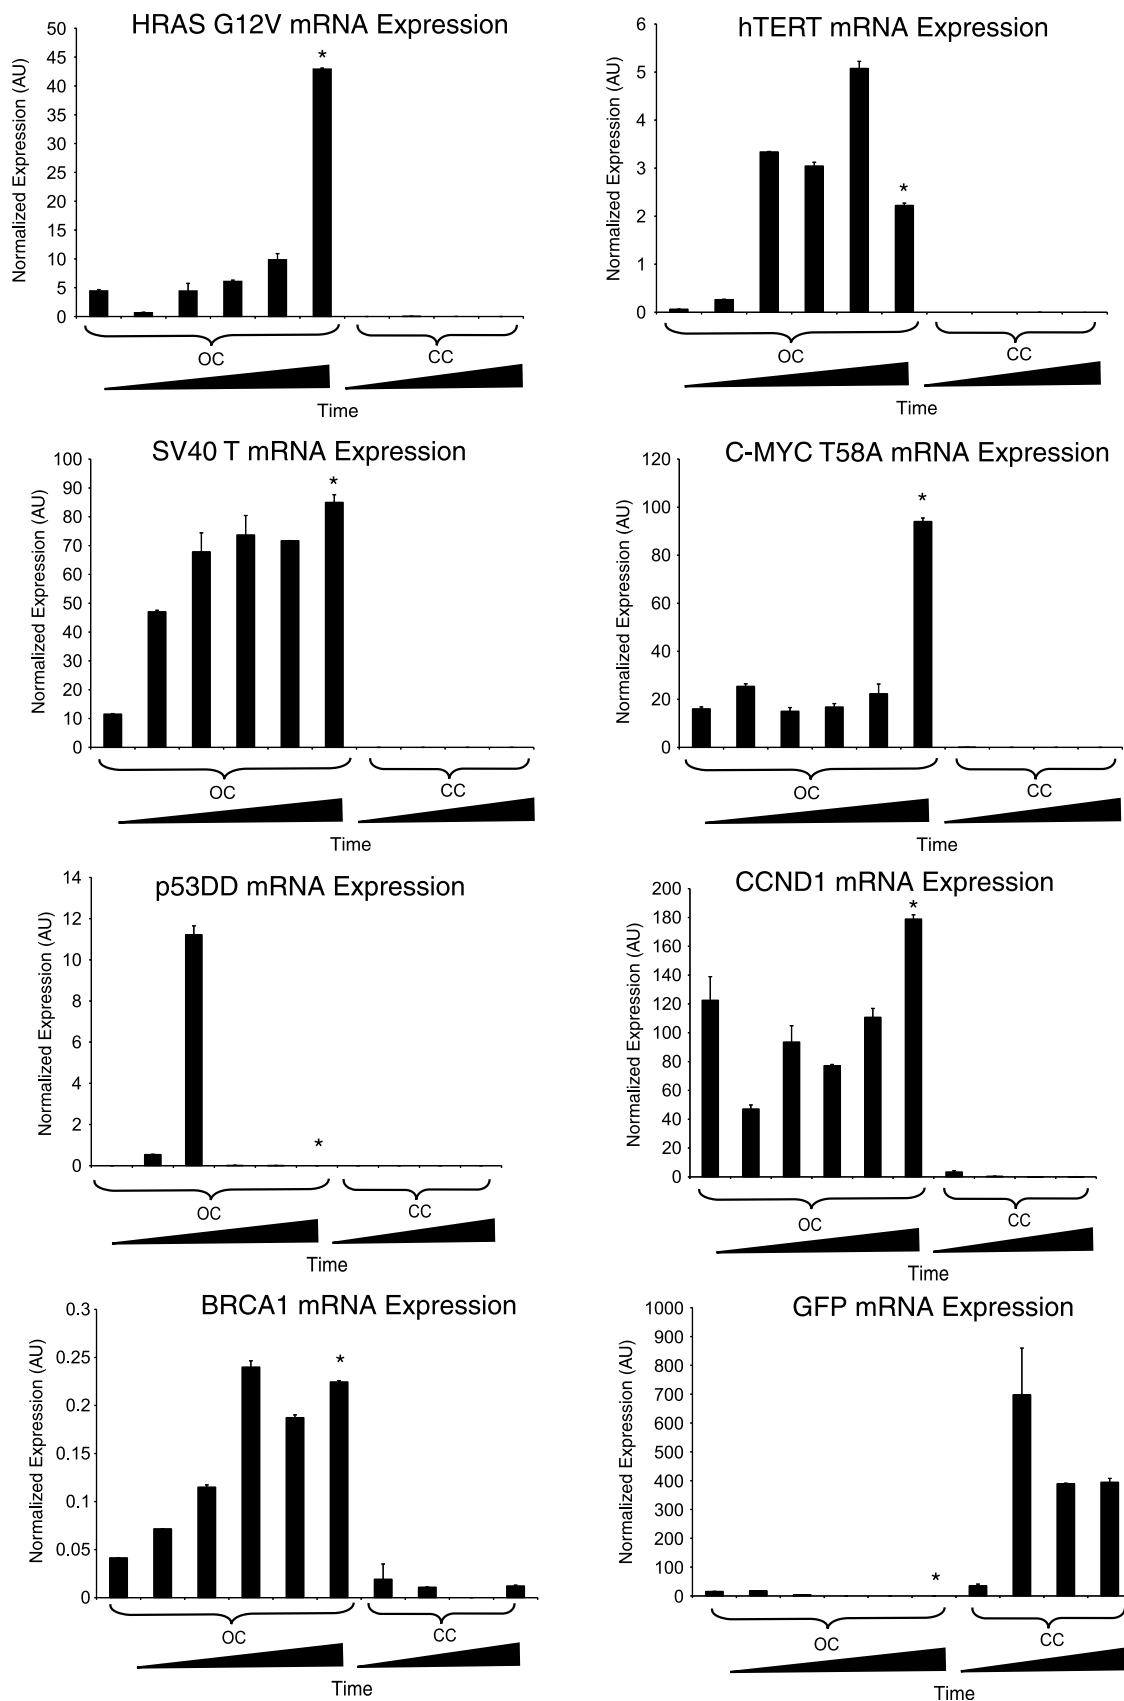 HRAS G12V mRNA Expression
Normalized Expression (AU)
50
45
40
35
30
25
20
15
10
5
0
*
OC
CC
Time
hTERT mRNA Expression
Normalized Expression (AU)
6
5
4
3
2
1
0
*
OC
CC
Time
SV40 T mRNA Expression
Normalized Expression (AU)
100
90
80
70
60
50
40
30
20
10
0
*
OC
CC
Time
C-MYC T58A mRNA Expression
Normalized Expression (AU)
120
100
80
60
40
20
0
*
OC
CC
Time
p53DD mRNA Expression
Normalized Expression (AU)
14
12
10
8
6
4
2
0
*
OC
CC
Time
CCND1 mRNA Expression
Normalized Expression (AU)
200
180
160
140
120
100
80
60
40
20
0
*
OC
CC
Time
BRCA1 mRNA Expression
Normalized Expression (AU)
0.3
0.25
0.2
0.15
0.1
0.05
0
*
OC
CC
Time
GFP mRNA Expression
Normalized Expression (AU)
1000
900
800
700
600
500
400
300
200
100
0
*
OC
CC
Time